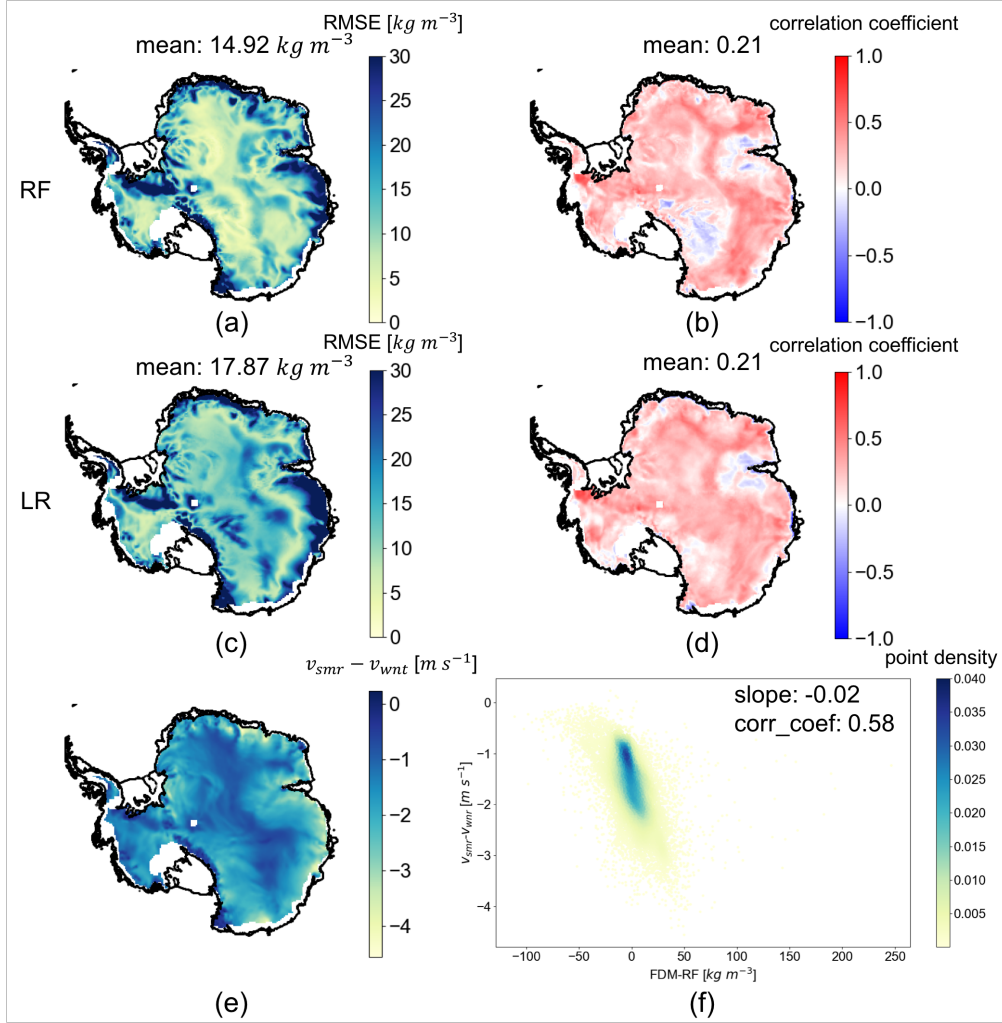 RMSE [kg m⁻³]
mean: 14.92 kg m⁻³
30
25
20
15
10
5
0
RF
(a)
correlation coefficient
mean: 0.21
1.0
0.5
0.0
−0.5
−1.0
(b)
RMSE [kg m⁻³]
mean: 17.87 kg m⁻³
30
25
20
15
10
5
0
LR
(c)
correlation coefficient
mean: 0.21
1.0
0.5
0.0
−0.5
−1.0
(d)
v_smr − v_wnt [m s⁻¹]
0
−1
−2
−3
−4
(e)
point density
slope: -0.02
corr_coef: 0.58
0
−1
−2
−3
−4
v_smr-v_wnr [m s⁻¹]
−100 −50 0 50 100 150 200 250
FDM-RF [kg m⁻³]
0.040
0.035
0.030
0.025
0.020
0.015
0.010
0.005
(f)